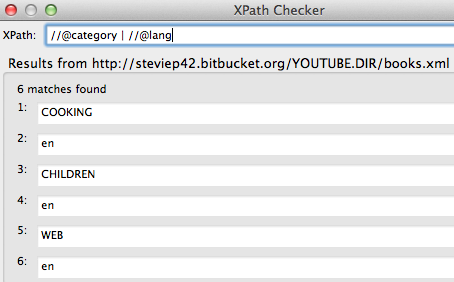 XPath Checker
XPath: //@category | //@lang
Results from http://steviep42.bitbucket.org/YOUTUBE.DIR/books.xml
6 matches found
1: COOKING
2: en
3: CHILDREN
4: en
5: WEB
6: en